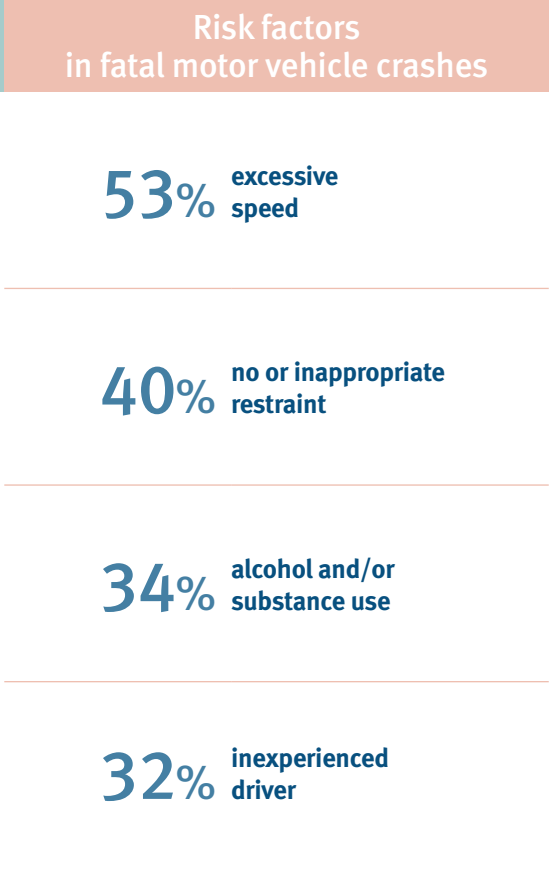 Risk factors
in fatal motor vehicle crashes
53% excessive
speed
40% no or inappropriate
restraint
34% alcohol and/or
substance use
32% inexperienced
driver